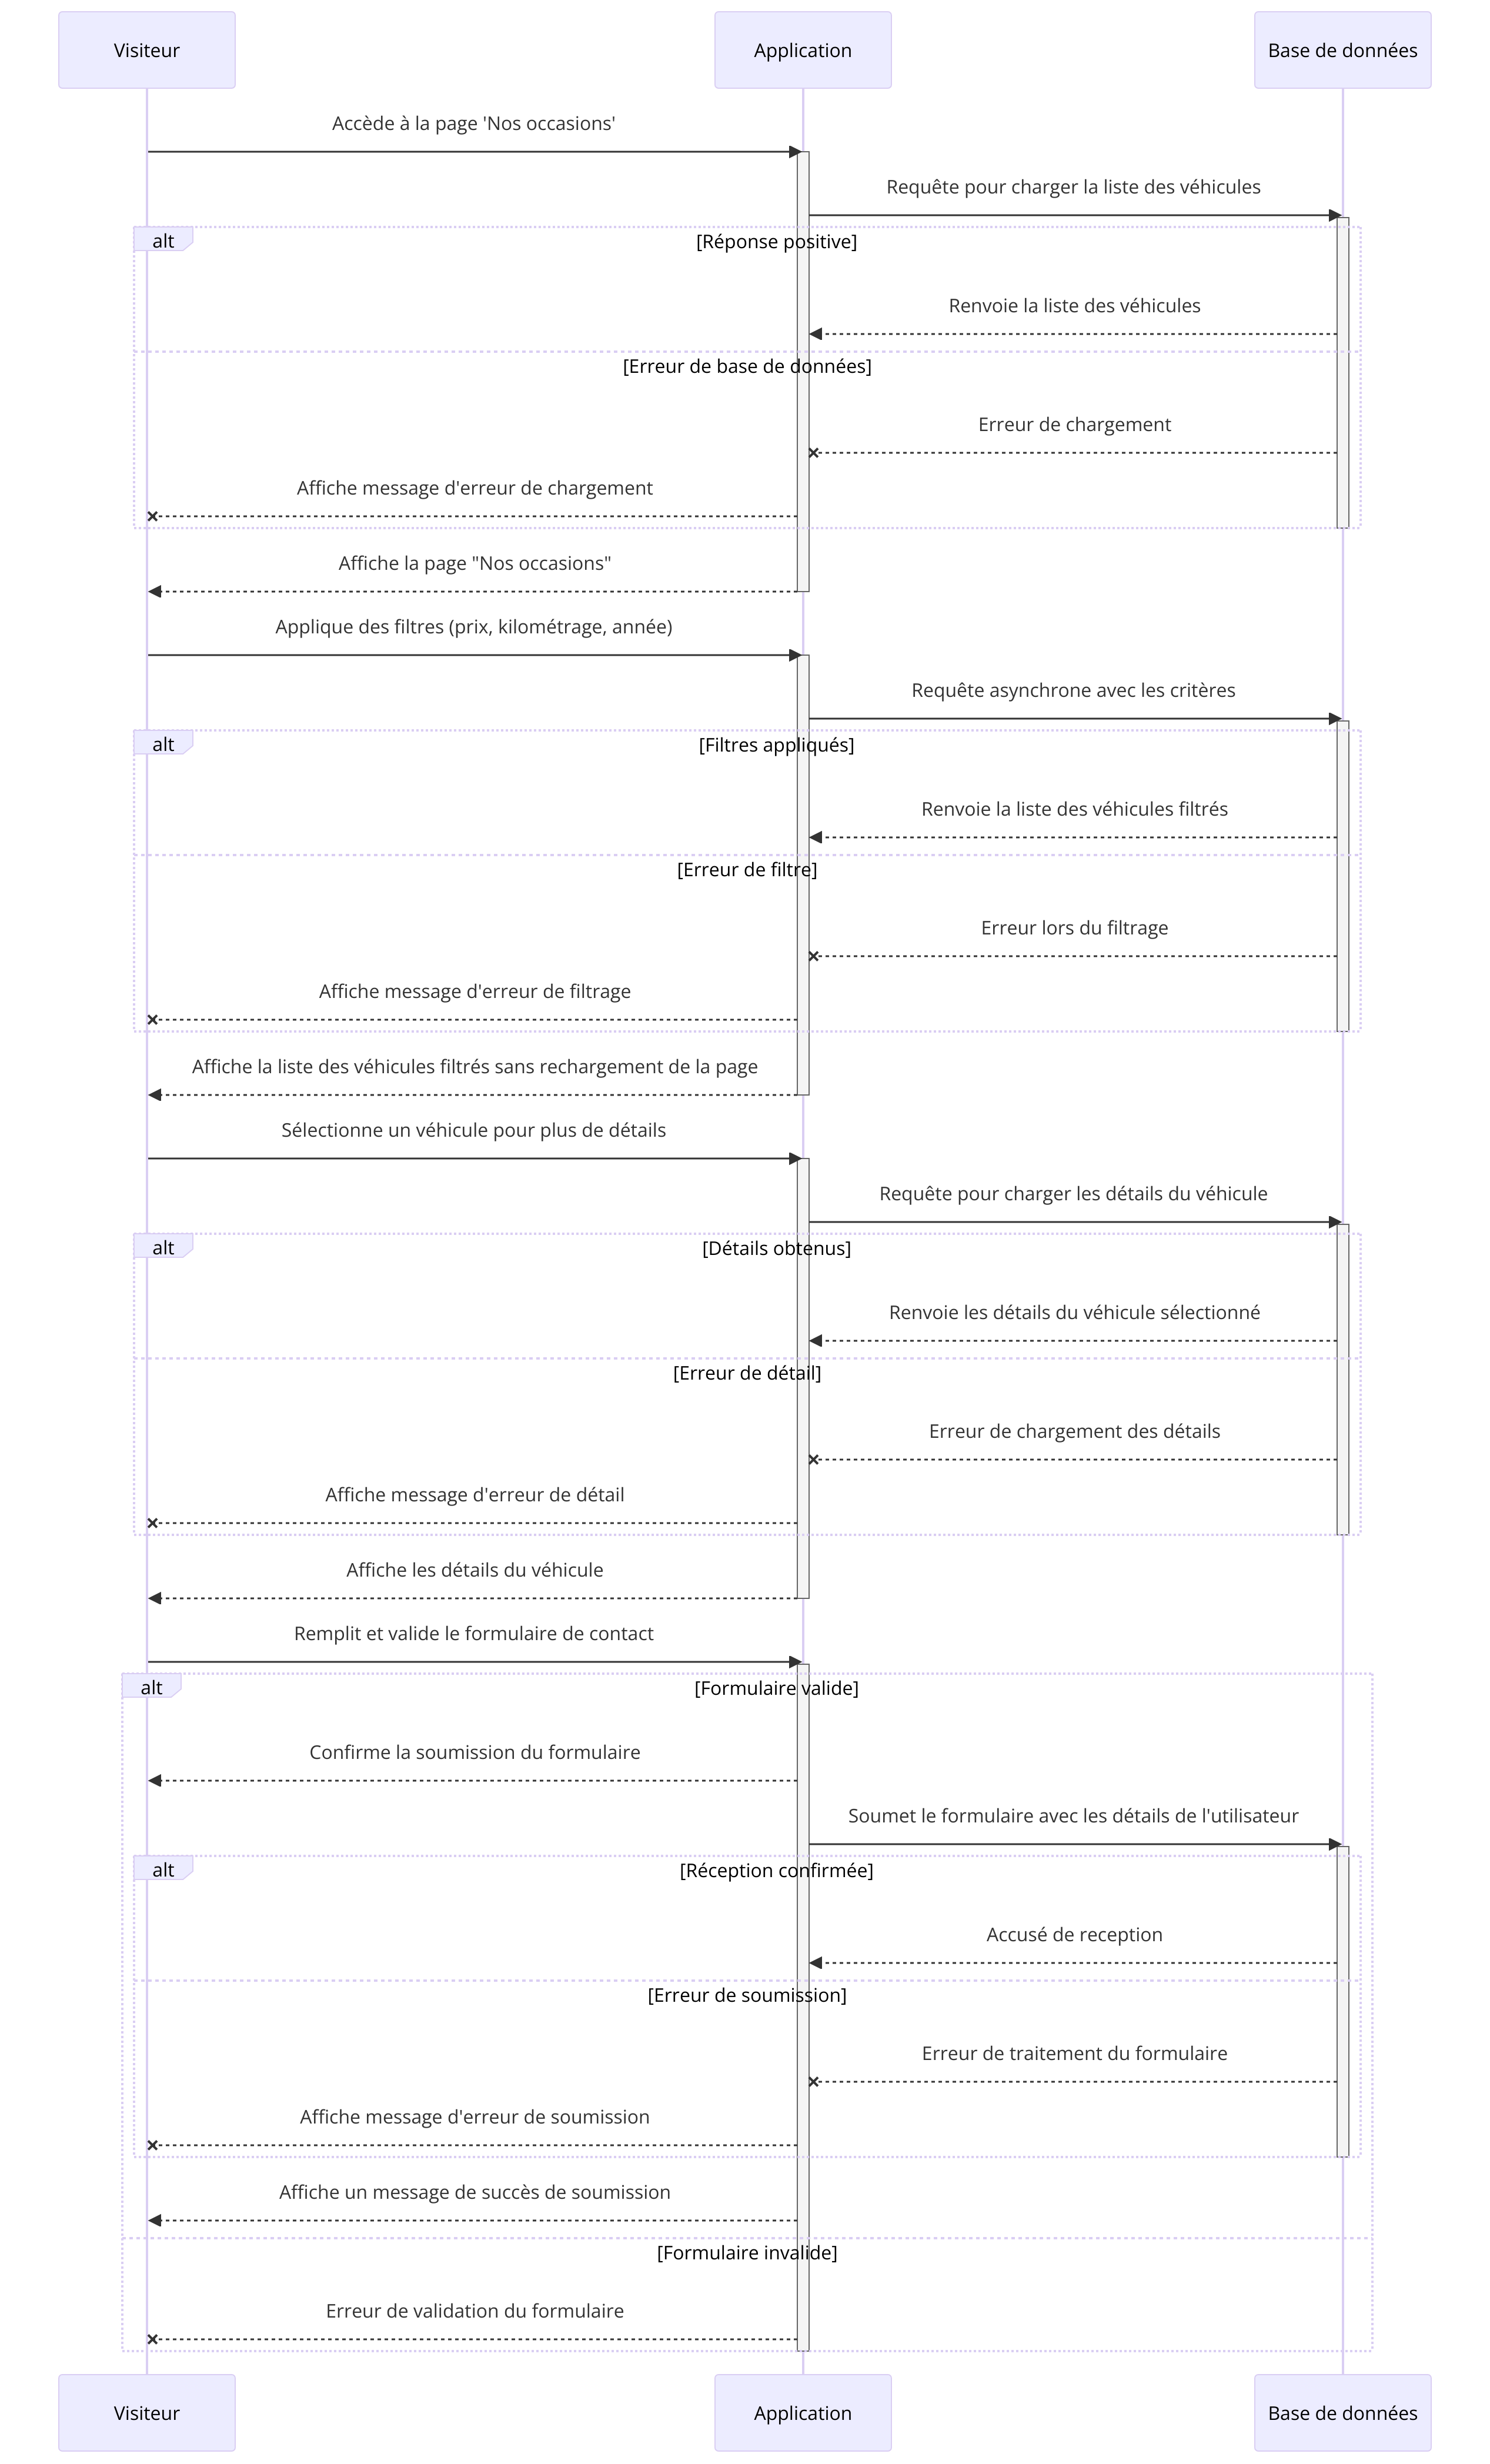 Visiteur
Application
Base de données
Accède à la page 'Nos occasions'
Requête pour charger la liste des véhicules
alt
[Réponse positive]
Renvoie la liste des véhicules
[Erreur de base de données]
Erreur de chargement
Affiche message d'erreur de chargement
Affiche la page "Nos occasions"
Applique des filtres (prix, kilométrage, année)
Requête asynchrone avec les critères
alt
[Filtres appliqués]
Renvoie la liste des véhicules filtrés
[Erreur de filtre]
Erreur lors du filtrage
Affiche message d'erreur de filtrage
Affiche la liste des véhicules filtrés sans rechargement de la page
Sélectionne un véhicule pour plus de détails
Requête pour charger les détails du véhicule
alt
[Détails obtenus]
Renvoie les détails du véhicule sélectionné
[Erreur de détail]
Erreur de chargement des détails
Affiche message d'erreur de détail
Affiche les détails du véhicule
Remplit et valide le formulaire de contact
alt
[Formulaire valide]
Confirme la soumission du formulaire
Soumet le formulaire avec les détails de l'utilisateur
alt
[Réception confirmée]
Accusé de reception
[Erreur de soumission]
Erreur de traitement du formulaire
Affiche message d'erreur de soumission
Affiche un message de succès de soumission
[Formulaire invalide]
Erreur de validation du formulaire
Visiteur
Application
Base de données